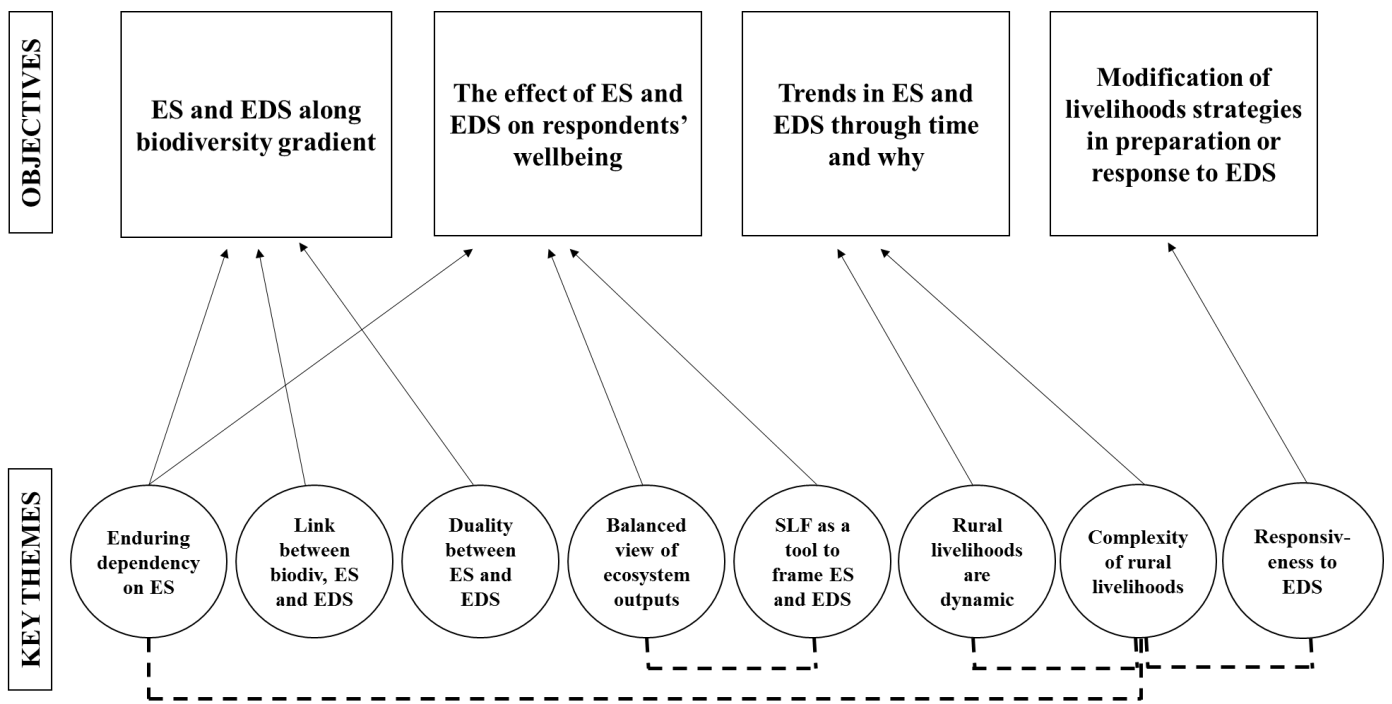 OBJECTIVES
ES and EDS along
biodiversity gradient
The effect of ES and
EDS on respondents’
wellbeing
Trends in ES and
EDS through time
and why
Modification of
livelihoods strategies
in preparation or
response to EDS
KEY THEMES
Enduring
dependency
on ES
Link
between
biodiv, ES
and EDS
Duality
between
ES and
EDS
Balanced
view of
ecosystem
outputs
SLF as a
tool to
frame ES
and EDS
Rural
livelihoods
are
dynamic
Complexity
of rural
livelihoods
Responsiv-
eness to
EDS